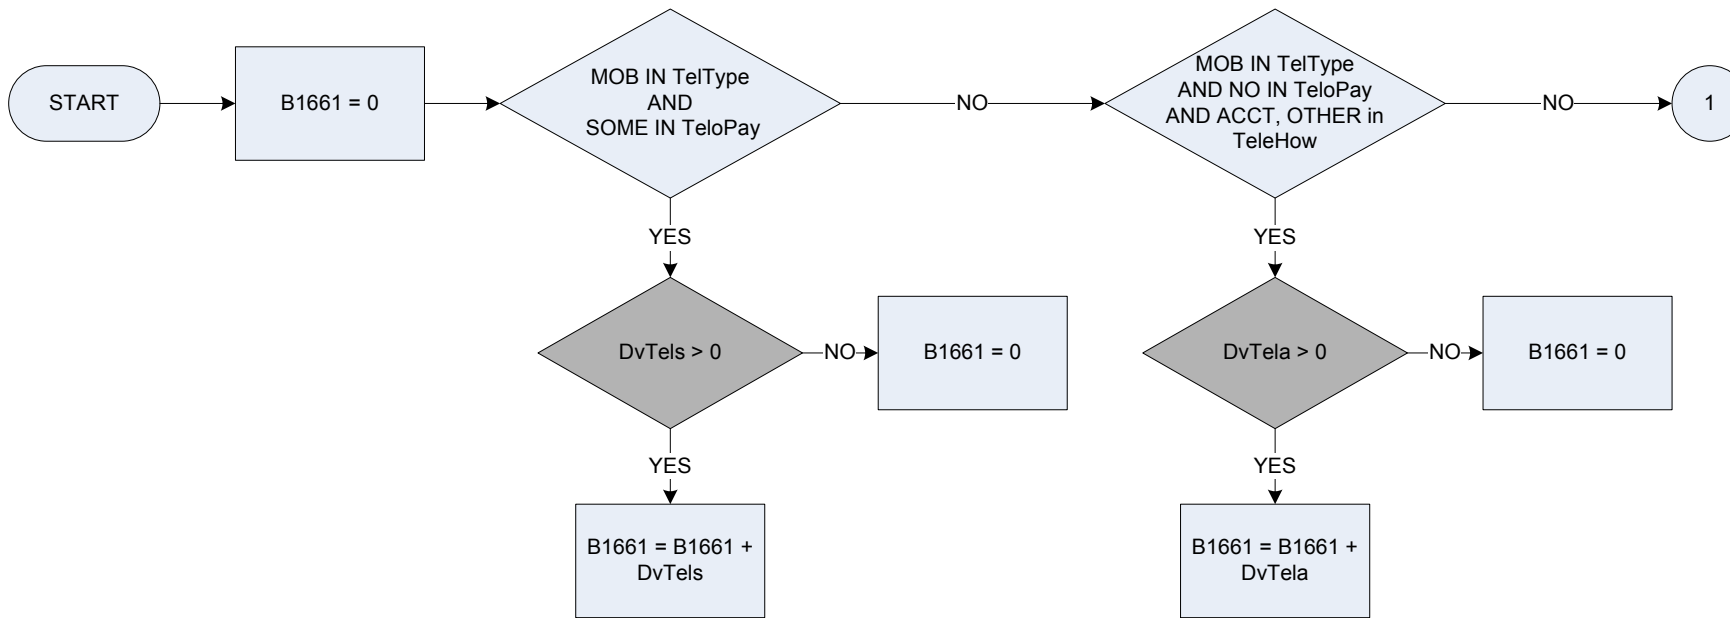 START
B1661 = 0
MOB IN TelType
AND
SOME IN TeloPay
NO
MOB IN TelType
AND NO IN TeloPay
AND ACCT, OTHER in
TeleHow
NO
1
YES
YES
DvTels > 0
NO
B1661 = 0
DvTela > 0
NO
B1661 = 0
YES
YES
B1661 = B1661 +
DvTels
B1661 = B1661 +
DvTela